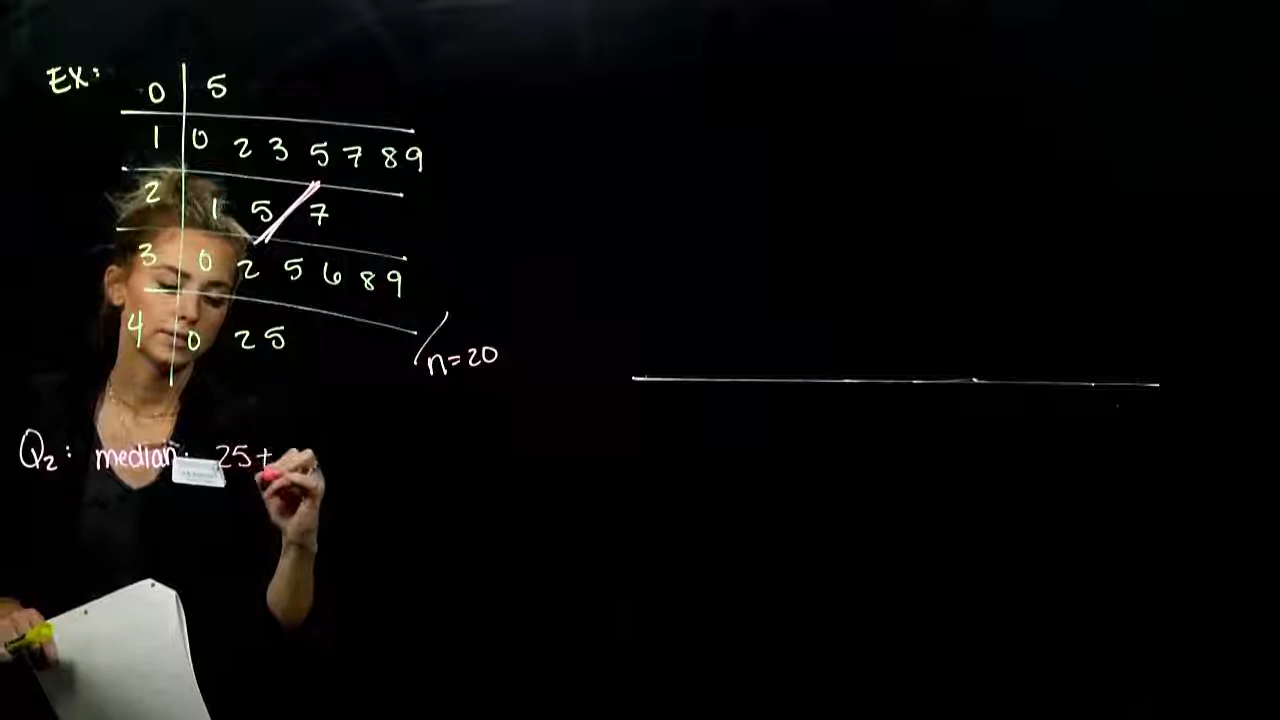 EX: 0 | 5
1 | 0 2 3 5 7 8 9
2 | 1 5 / 7
3 | 0 2 5 6 8 9
4 | 0 2 5
n=20
Q₂: median: 25+